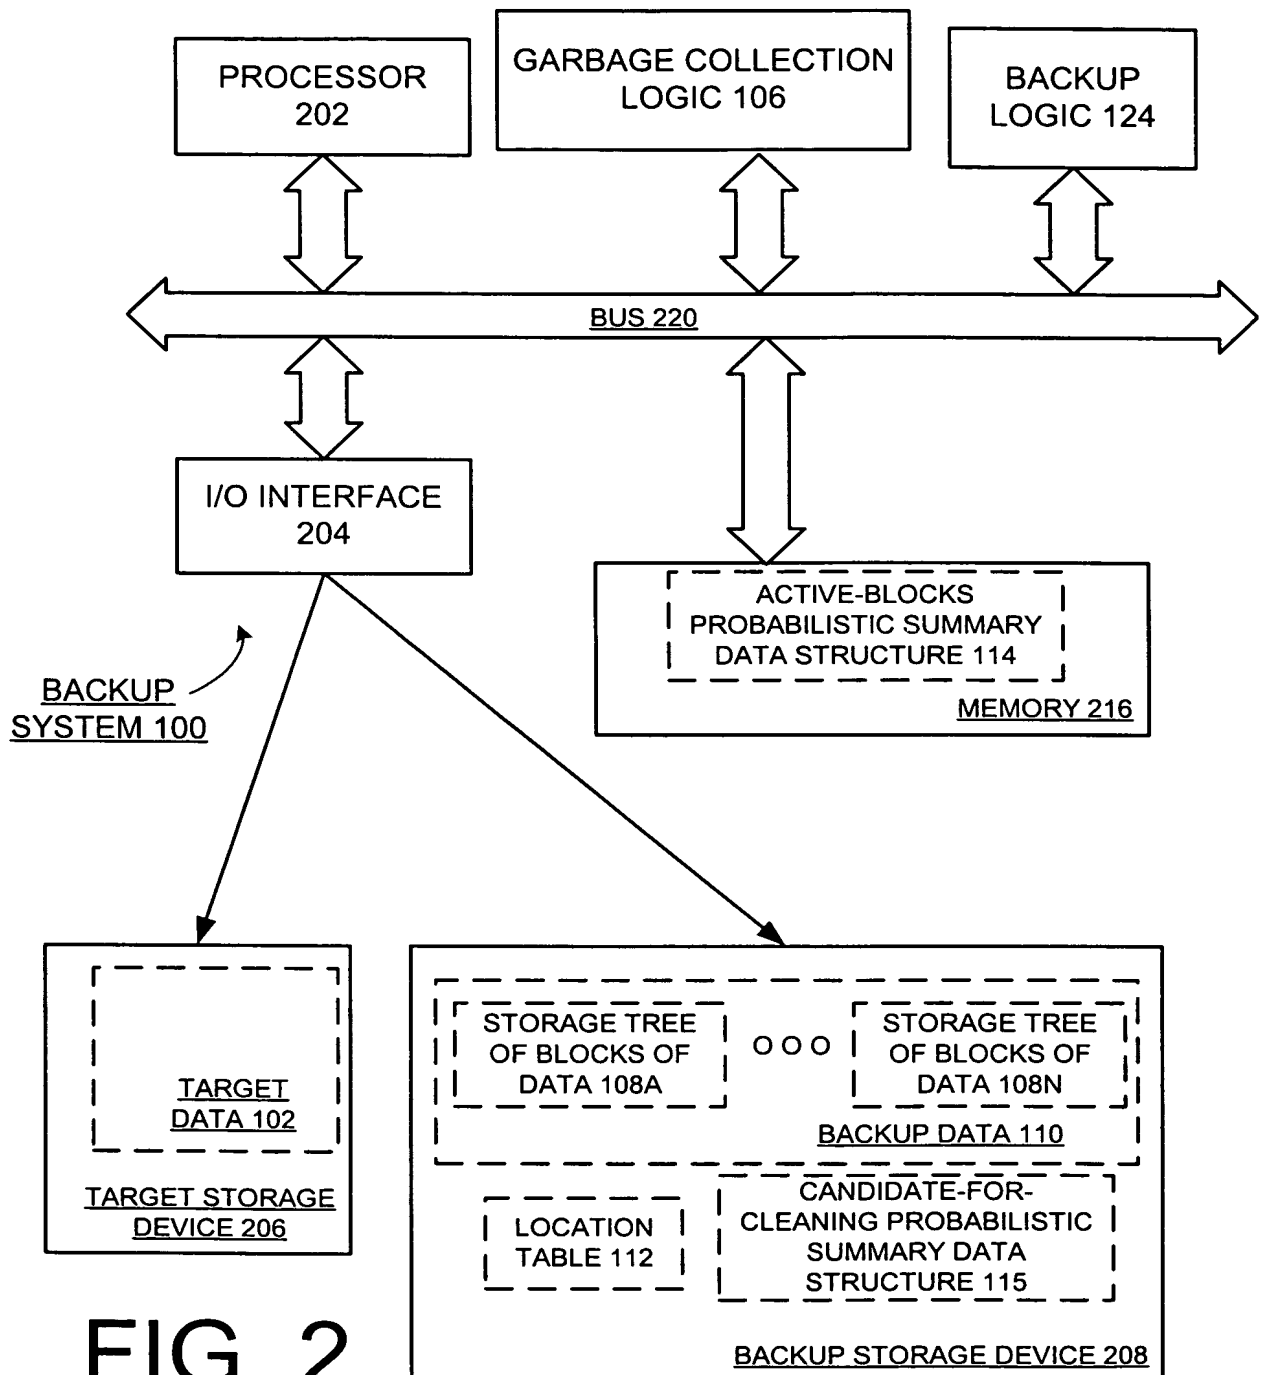 PROCESSOR
202
GARBAGE COLLECTION
LOGIC 106
BACKUP
LOGIC 124
BUS 220
I/O INTERFACE
204
ACTIVE-BLOCKS
PROBABILISTIC SUMMARY
DATA STRUCTURE 114
MEMORY 216
BACKUP
SYSTEM 100
TARGET
DATA 102
TARGET STORAGE
DEVICE 206
STORAGE TREE
OF BLOCKS OF
DATA 108A
O O O
STORAGE TREE
OF BLOCKS OF
DATA 108N
BACKUP DATA 110
LOCATION
TABLE 112
CANDIDATE-FOR-
CLEANING PROBABILISTIC
SUMMARY DATA
STRUCTURE 115
BACKUP STORAGE DEVICE 208
FIG. 2